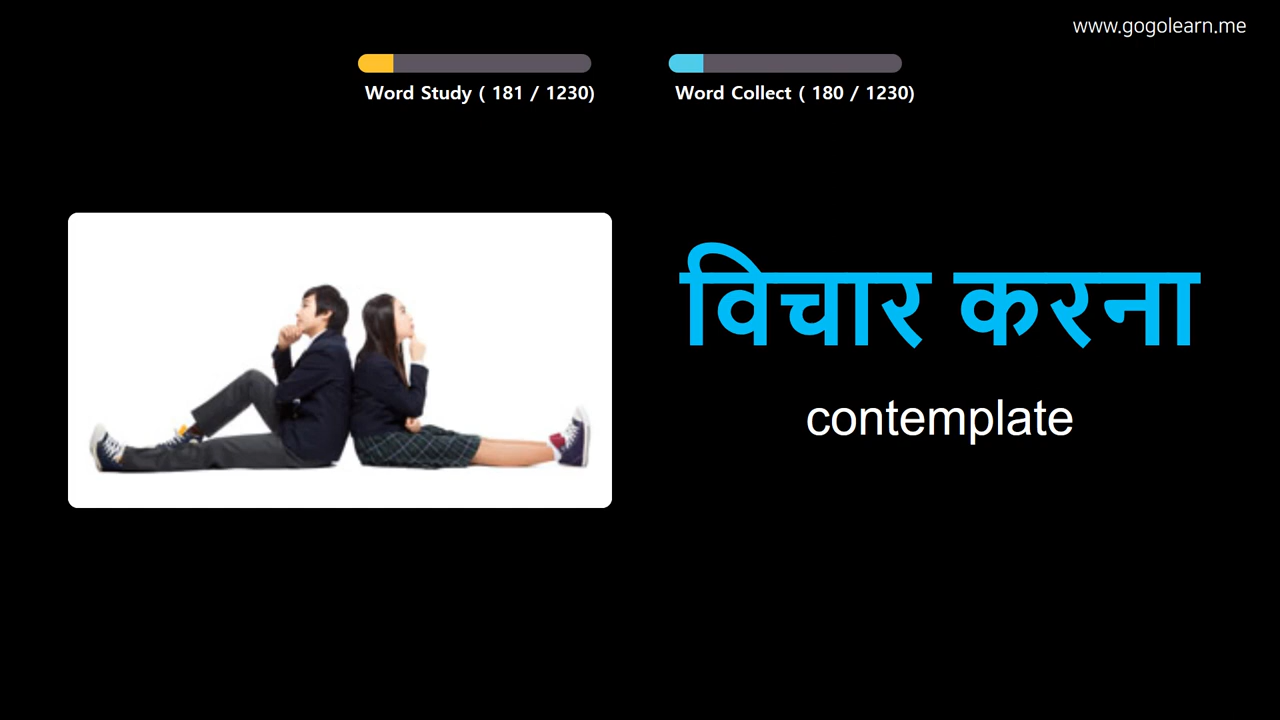 www.gogolearn.me
Word Study ( 181 / 1230)
Word Collect ( 180 / 1230)
विचार करना
contemplate